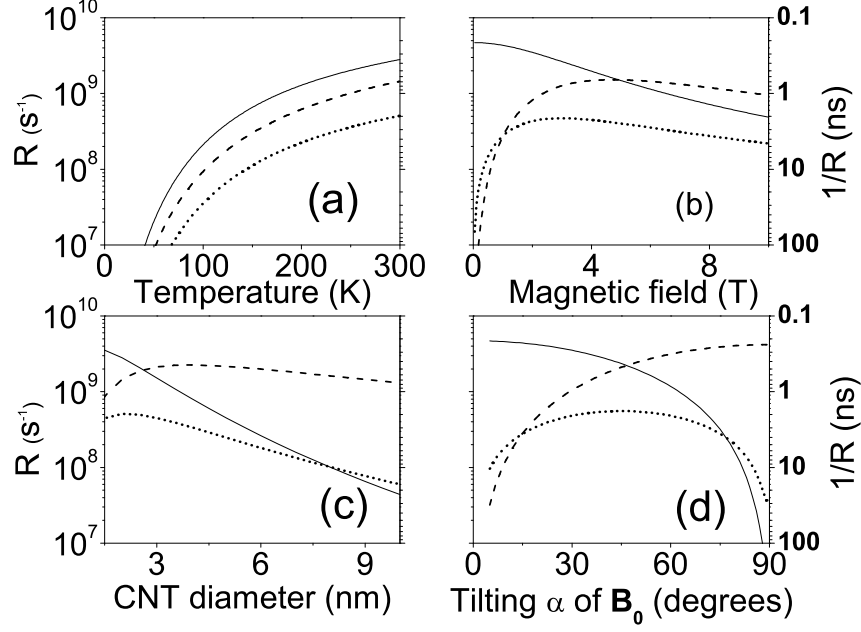 10^10
10^9
10^8
10^7
R (s^-1)
0 100 200 300
Temperature (K)
(a)
0.1
1
10
100
1/R (ns)
0 4 8
Magnetic field (T)
(b)
10^10
10^9
10^8
10^7
R (s^-1)
3 6 9
CNT diameter (nm)
(c)
0.1
1
10
100
1/R (ns)
0 30 60 90
Tilting α of B_0 (degrees)
(d)